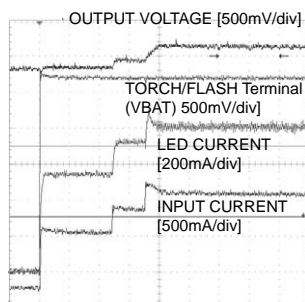 OUTPUT VOLTAGE [500mV/div]
TORCH/FLASH Terminal
(VBAT) 500mV/div]
LED CURRENT
[200mA/div]
INPUT CURRENT
[500mA/div]